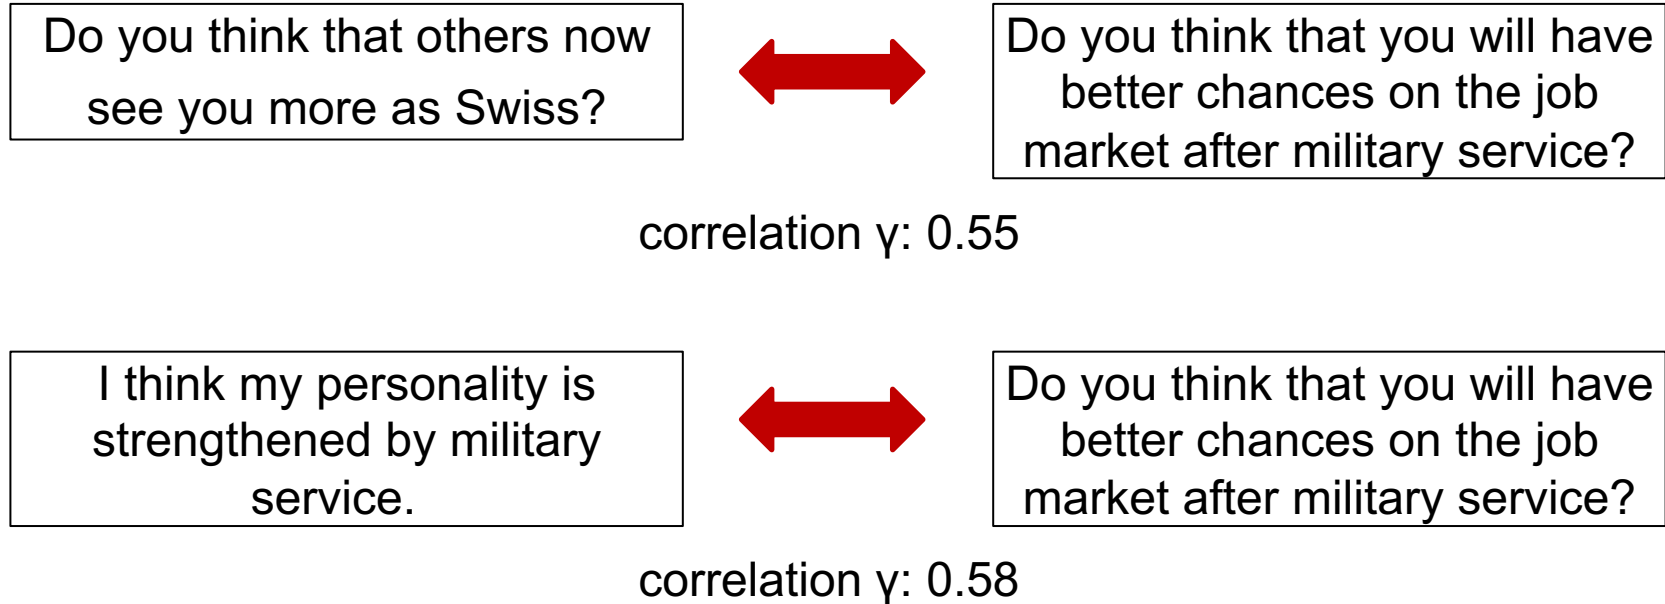 Do you think that others now
see you more as Swiss?
Do you think that you will have
better chances on the job
market after military service?
correlation γ: 0.55
I think my personality is
strengthened by military
service.
Do you think that you will have
better chances on the job
market after military service?
correlation γ: 0.58